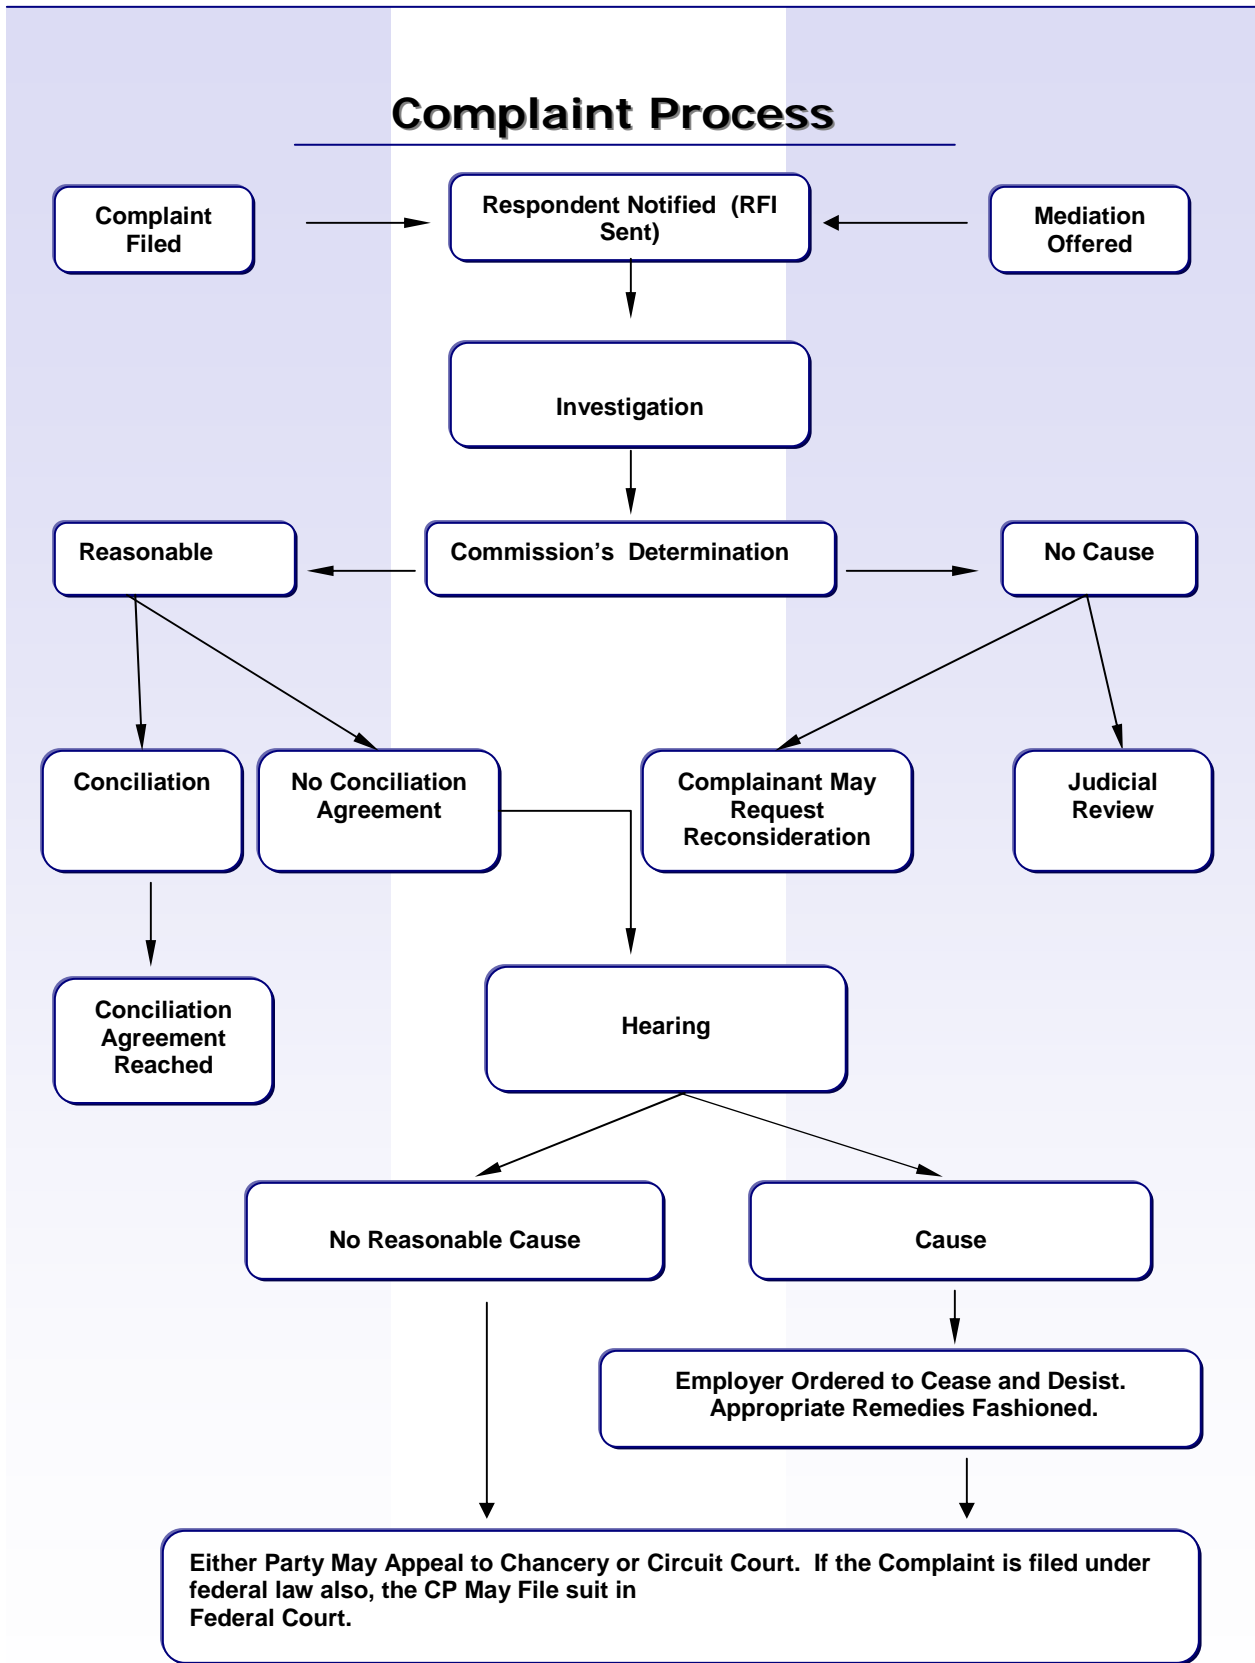 Complaint Process
Complaint
Filed
Respondent Notified  (RFI
Sent)
Mediation
Offered
Investigation
Reasonable
Commission's  Determination
No Cause
Conciliation
No Conciliation
Agreement
Complainant May
Request
Reconsideration
Judicial
Review
Conciliation
Agreement
Reached
Hearing
No Reasonable Cause
Cause
Employer Ordered to Cease and Desist.
Appropriate Remedies Fashioned.
Either Party May Appeal to Chancery or Circuit Court.  If the Complaint is filed under
federal law also, the CP May File suit in
Federal Court.